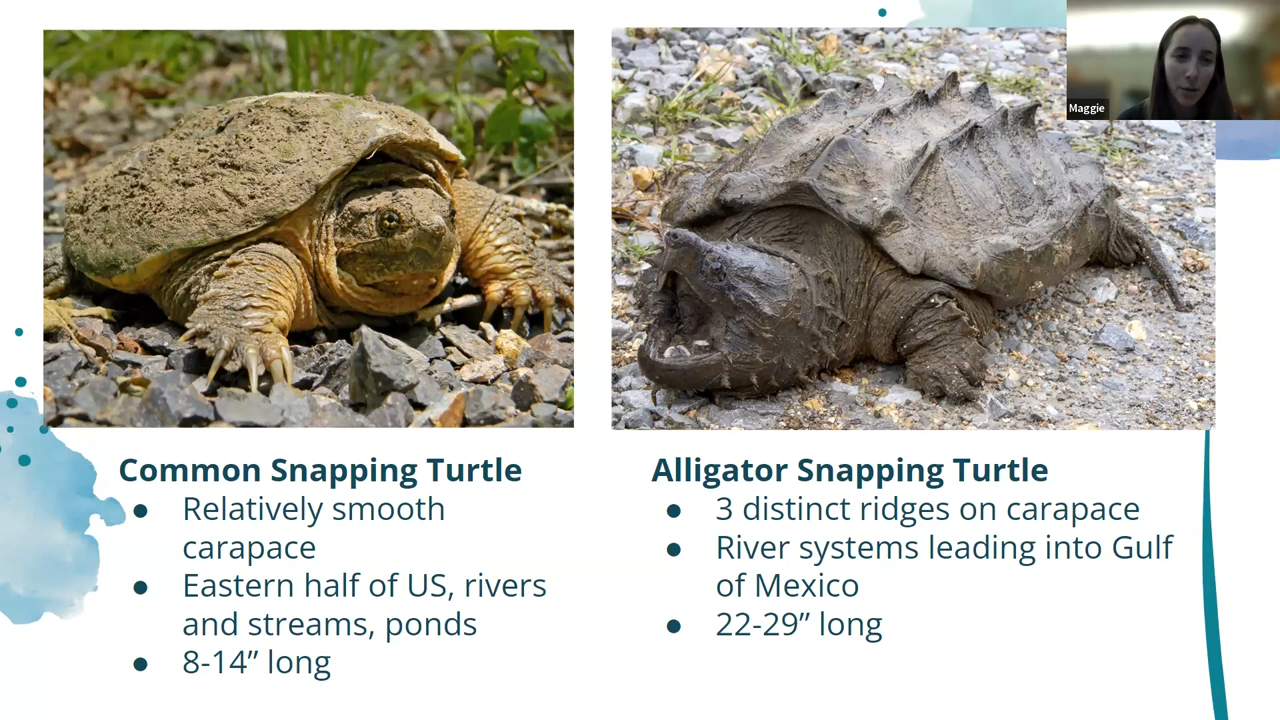 Maggie
Common Snapping Turtle
● Relatively smooth
carapace
● Eastern half of US, rivers
and streams, ponds
● 8-14” long
Alligator Snapping Turtle
● 3 distinct ridges on carapace
● River systems leading into Gulf
of Mexico
● 22-29” long